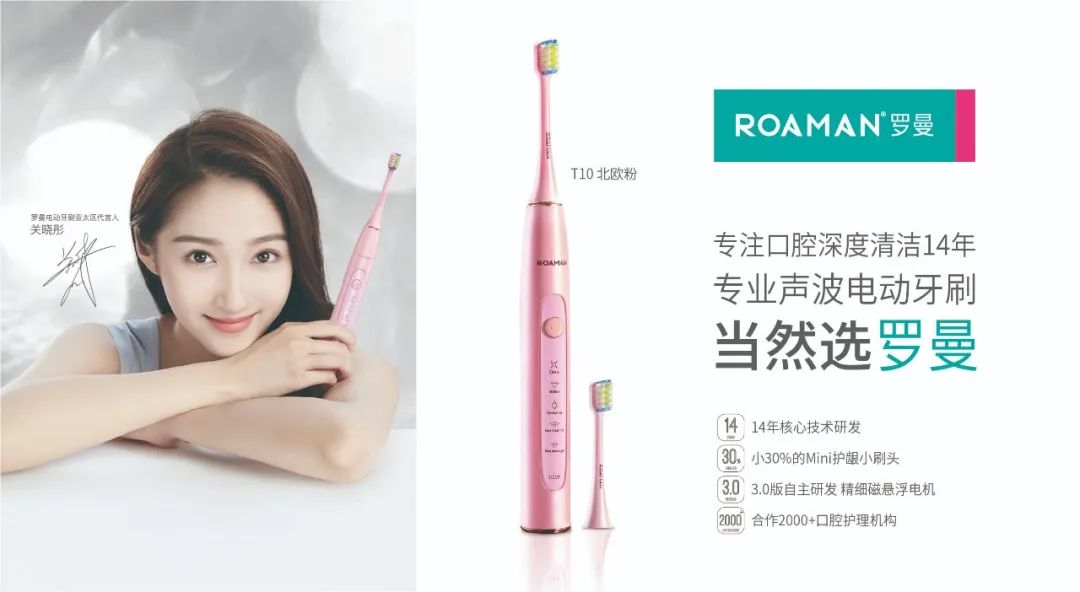 罗曼电动牙刷亚太区代言人
关晓彤
T10 北欧粉
ROAMAN
Clean
White
ROAMAN® 罗曼
专注口腔深度清洁14年
专业声波电动牙刷
当然选罗曼
14
14年核心技术研发
30%
小30%的Mini护龈小刷头
3.0
3.0版自主研发 精细磁悬浮电机
2000+
合作2000+口腔护理机构